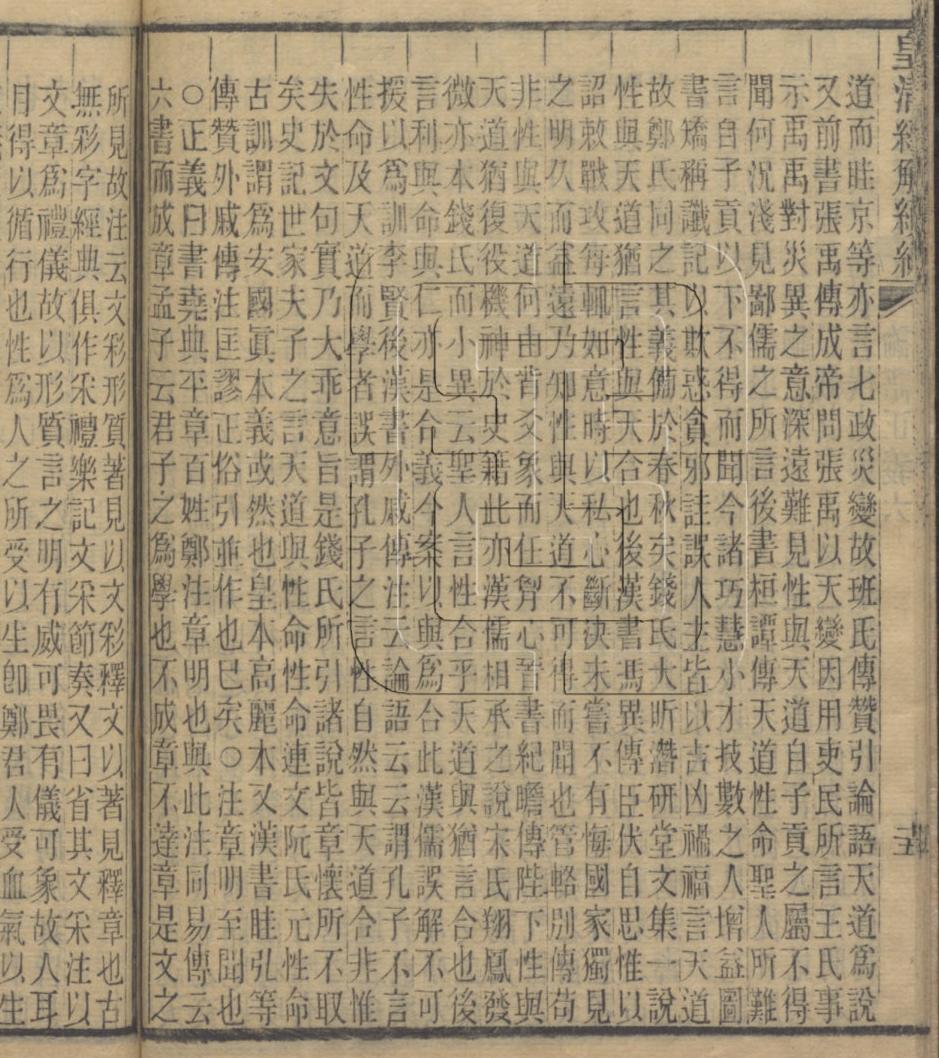 皇淸經解續編
五
道而眭京等亦言七政災變故班氏傳贊引論語天道爲說
又前書張禹傳成帝問張禹以天變因用吏民所言王氏事
示禹禹對災異之意深遠難見性與天道自子貢之屬不得
聞何況淺見鄙儒之所言後書桓譚傳天道性命聖人所難
言自子貢以下不得而聞今諸巧慧小才技數之人增益圖
書矯稱讖記以欺惑貪邪詿誤人主皆以吉凶禍福言天道
故鄭氏同之其義備於春秋矣錢氏大昕潛研堂文集一說
性與天道猶言性與天合也後漢書馮異傳臣伏自思惟以
詔敕戰攻每輒如意時以私心斷決未嘗不有悔國家獨見
之明久而益遠乃知性與天道不可得而聞也管輅別傳苟
非性與天道何由背爻象而任胷心晉書紀瞻傳陛下性與
天道猶復役機神於史籍此亦漢儒相承之說宋氏翔鳳發
微亦本錢氏而小異云聖人言性合乎天道與猶言合也後
言利與命與仁亦是合義今案以與爲合此漢儒誤解不可
援以爲訓李賢後漢書外戚傳注云論語云云謂孔子不言
性命及天道而學者誤謂孔子之言性自然與天道合非惟
失於文句實乃大乖意旨是錢氏所引諸說皆章懷所不取
矣史記世家夫子之言天道與性命性命連文阮氏元性命
古訓謂爲安國眞本義或然也皇本高麗本又漢書眭弘等
傳贊外戚傳注匡謬正俗引並作也已矣○注章明至聞也
○正義曰書堯典平章百姓鄭注章明也與此注同易傳云
六書而成章孟子云君子之爲學也不成章不達章是文之
所見故注云文彩形質著見以文彩釋文以著見釋章也古
無彩字經典俱作采禮樂記文采節奏又曰省其文采注以
文章爲禮儀故以形質言之明有威可畏有儀可象故人耳
目得以循行也性爲人之所受以生卽鄭君人受血氣以生